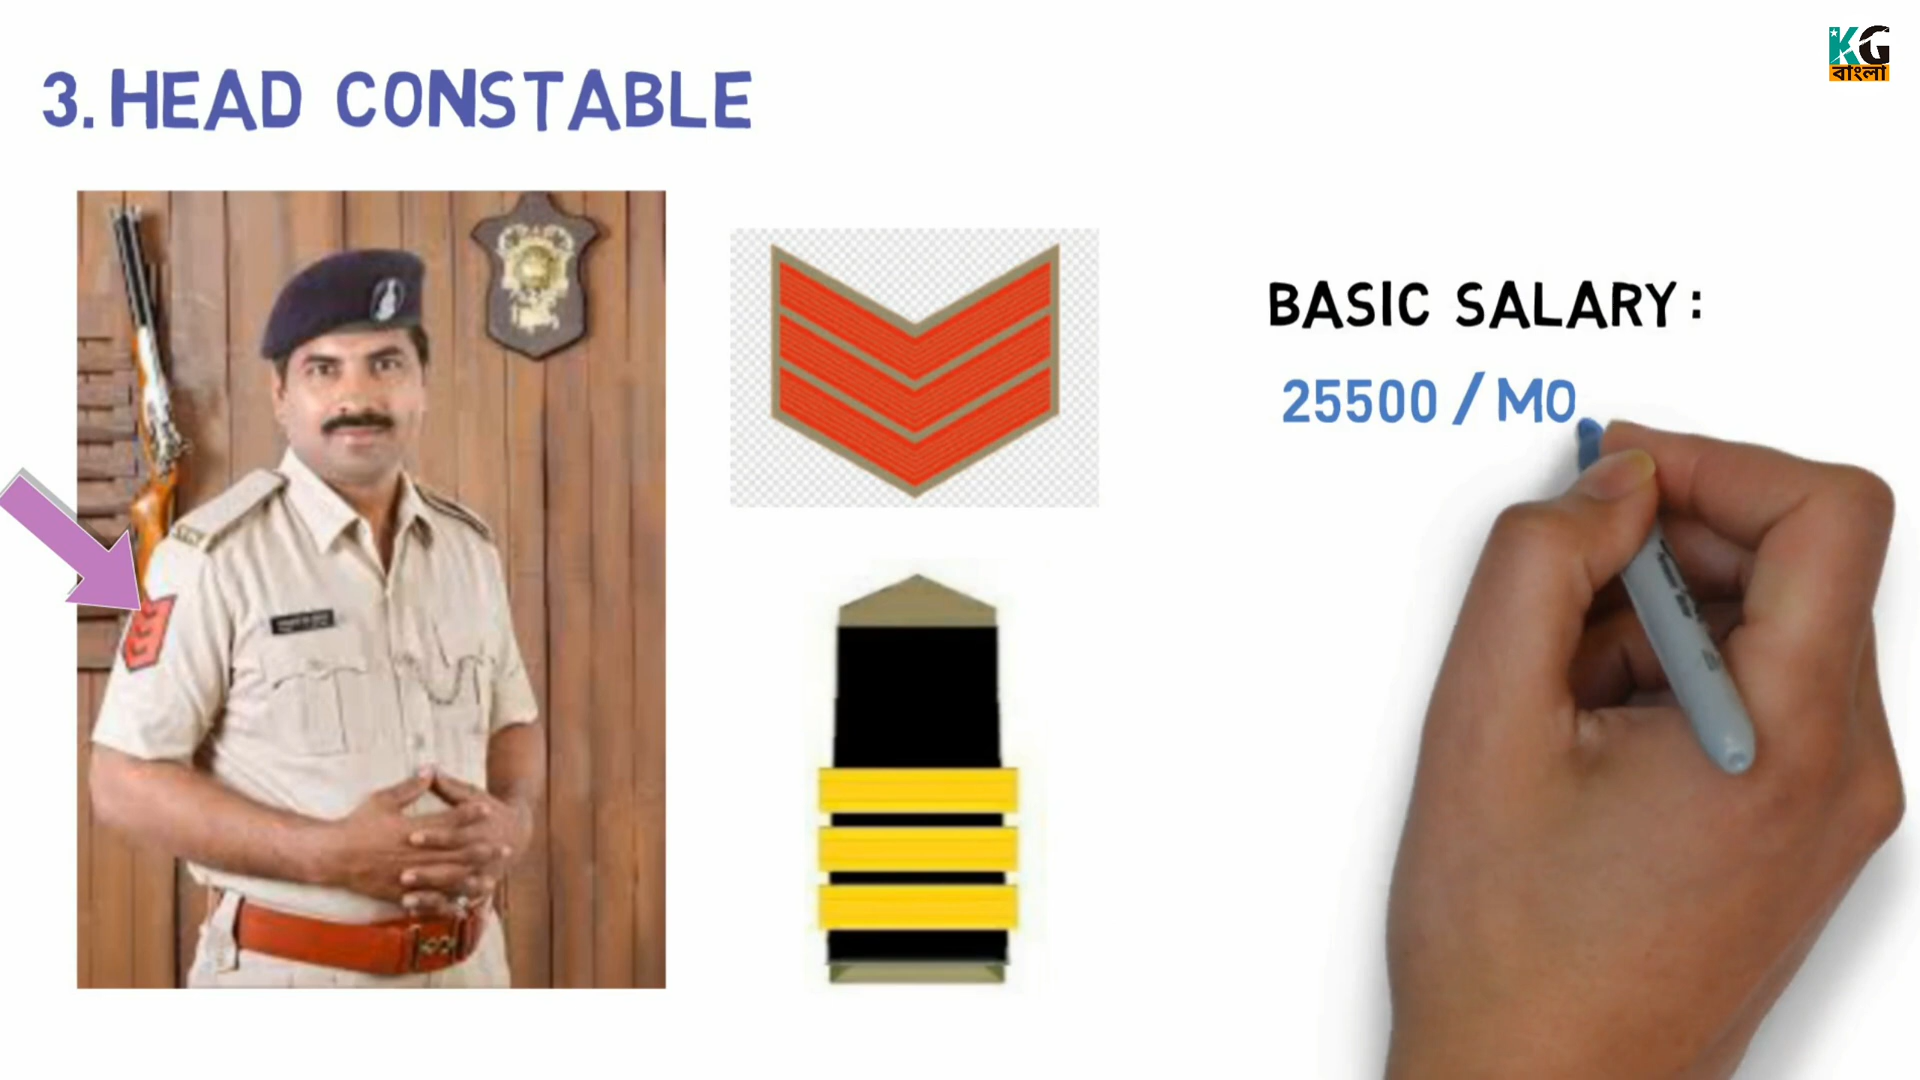 KG
বাংলা
3. HEAD CONSTABLE
BASIC SALARY :
25500 / MO